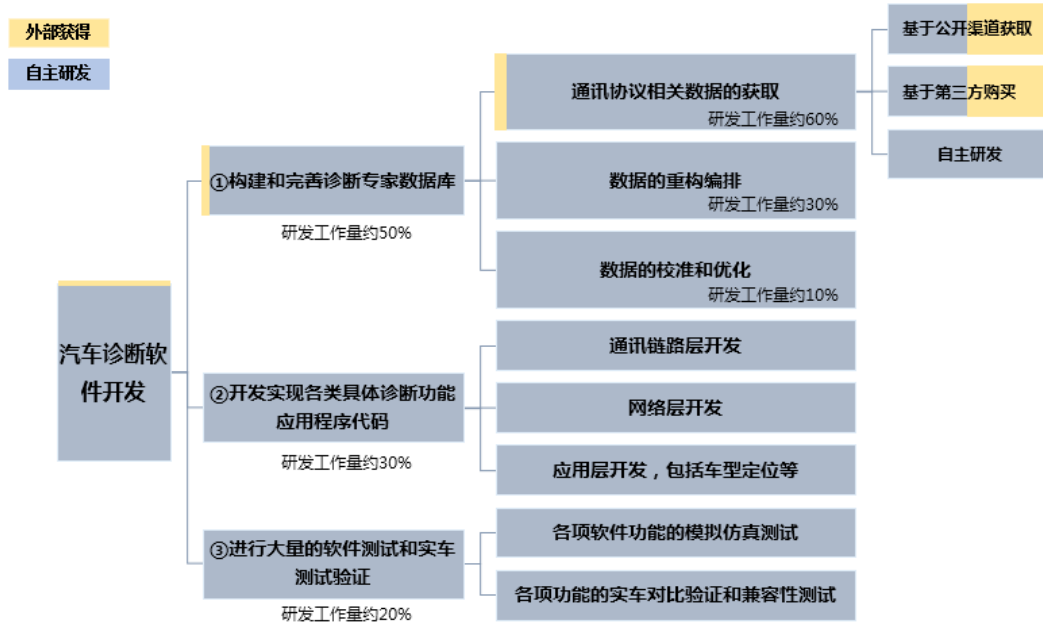 外部获得
自主研发
汽车诊断软
件开发
①构建和完善诊断专家数据库
研发工作量约50%
通讯协议相关数据的获取
研发工作量约60%
基于公开渠道获取
基于第三方购买
自主研发
数据的重构编排
研发工作量约30%
数据的校准和优化
研发工作量约10%
②开发实现各类具体诊断功能
应用程序代码
研发工作量约30%
通讯链路层开发
网络层开发
应用层开发，包括车型定位等
③进行大量的软件测试和实车
测试验证
研发工作量约20%
各项软件功能的模拟仿真测试
各项功能的实车对比验证和兼容性测试